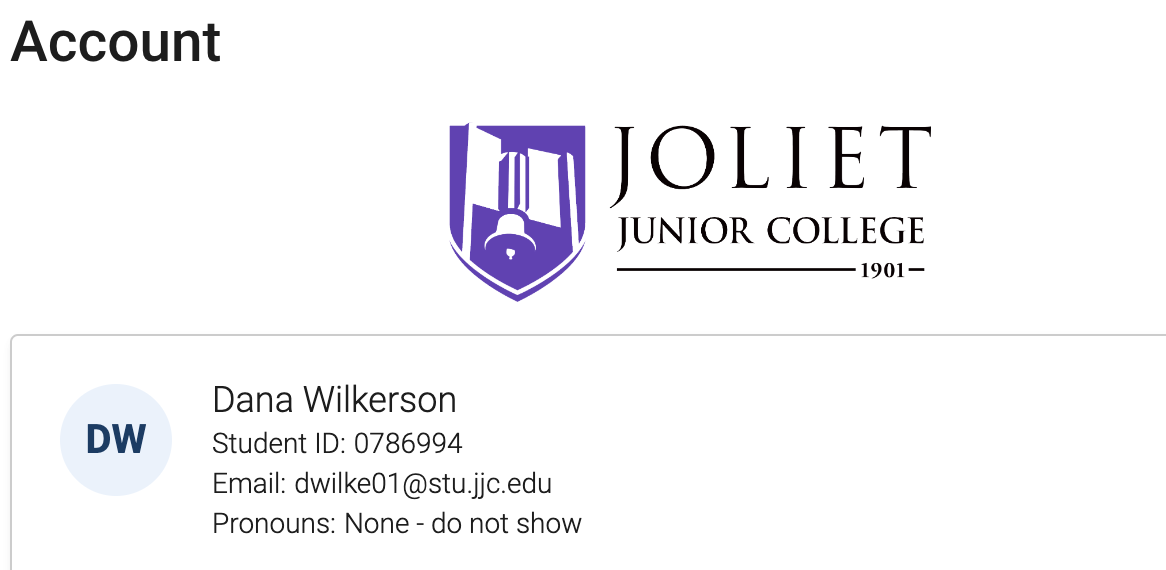 Account
JOLIET
JUNIOR COLLEGE
1901
DW
Dana Wilkerson
Student ID: 0786994
Email: dwilke01@stu.jjc.edu
Pronouns: None - do not show